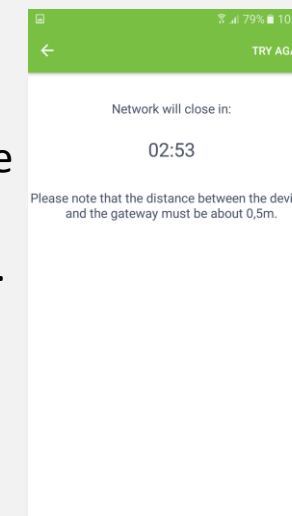 79% 10
TRY AGA
Network will close in:
02:53
e
Please note that the distance between the devi
and the gateway must be about 0,5m.
.